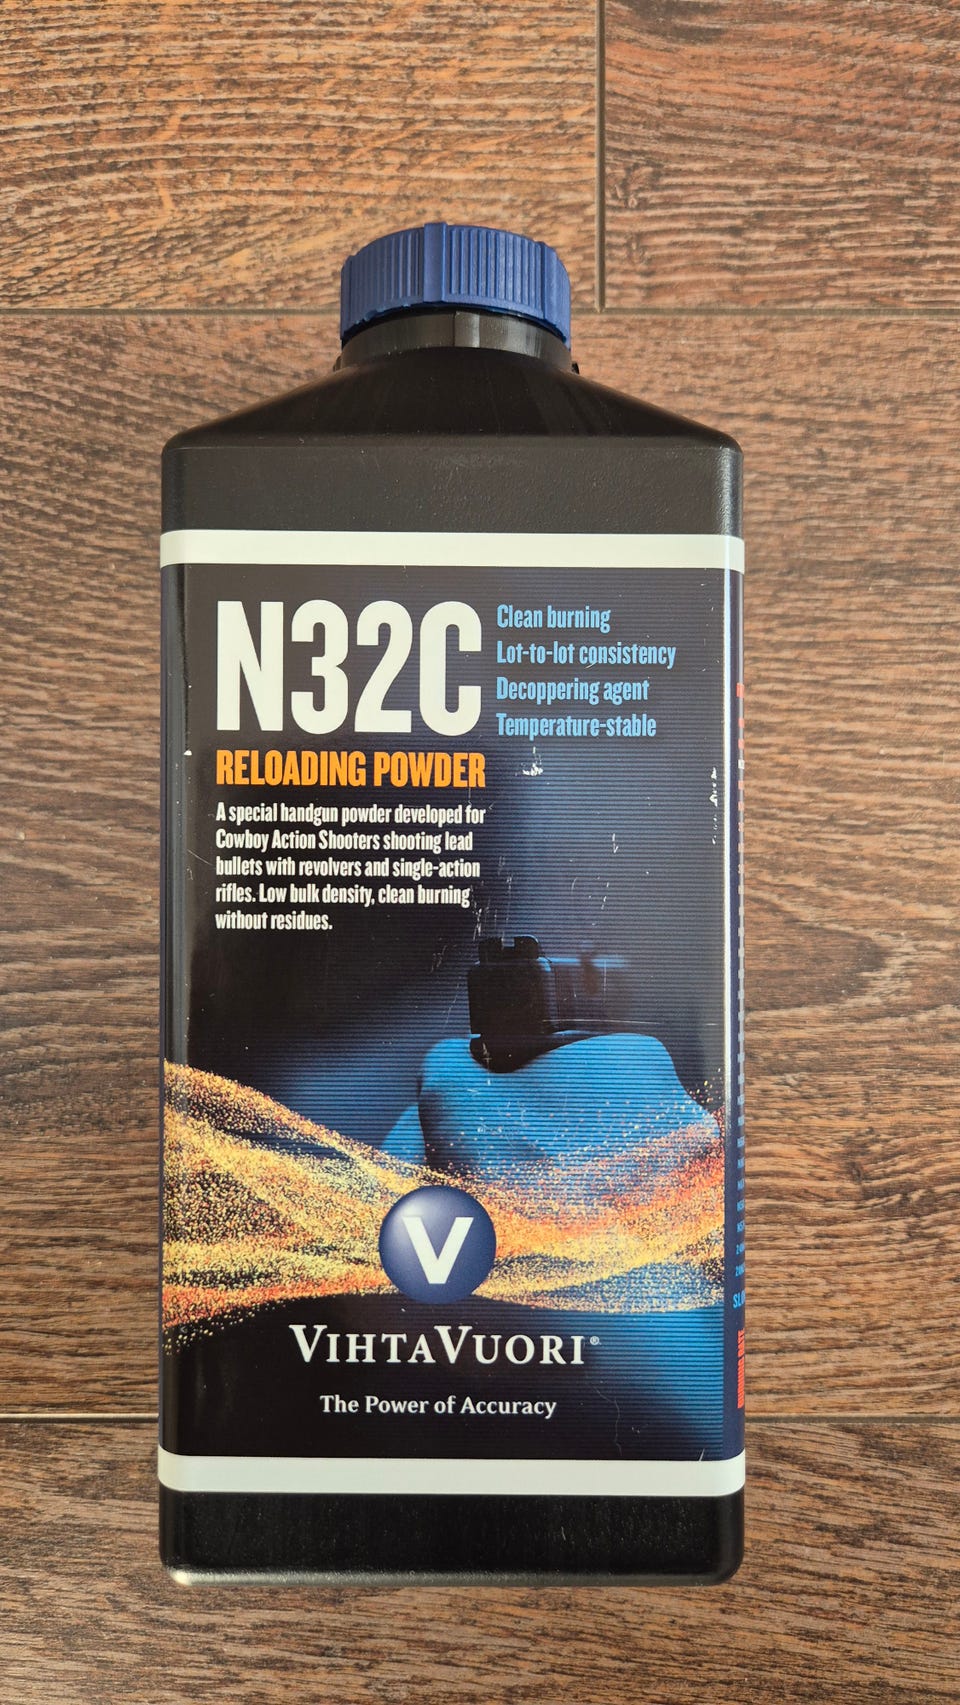 N32C
Clean burning
Lot-to-lot consistency
Decoppering agent
Temperature-stable
RELOADING POWDER
A special handgun powder developed for
Cowboy Action Shooters shooting lead
bullets with revolvers and single-action
rifles. Low bulk density, clean burning
without residues.
V
VIHTAVUORI®
The Power of Accuracy